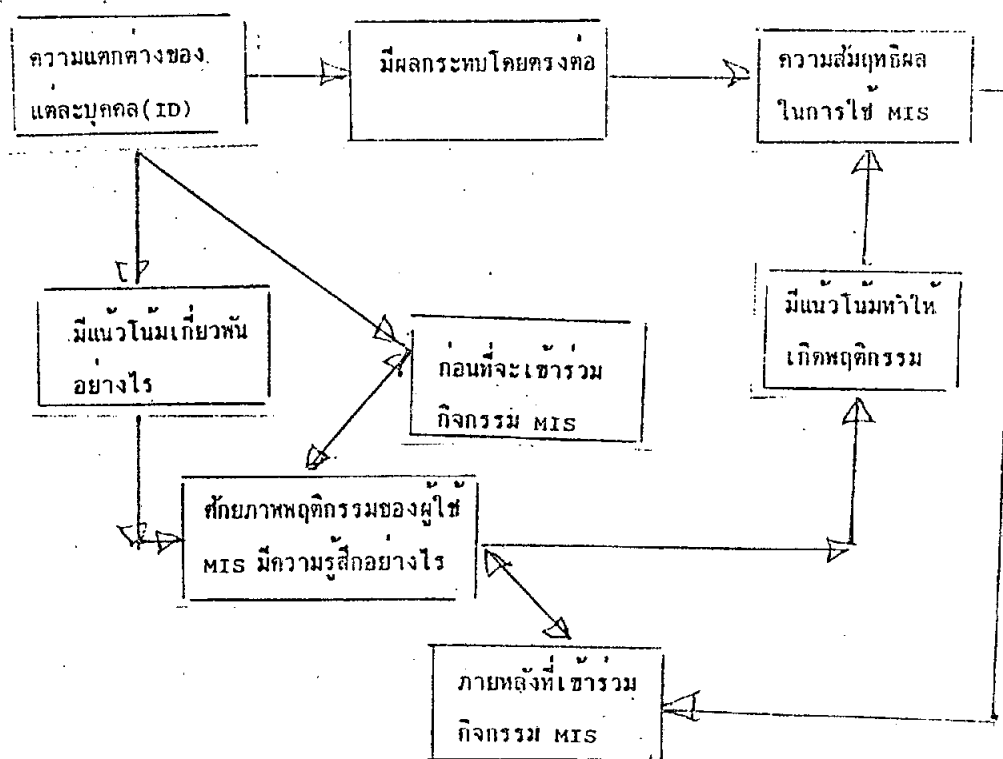 ความแตกต่างของ
แต่ละบุคคล(ID)
มีผลกระทบโดยตรงต่อ
ความสัมฤทธิผล
ในการใช้ MIS
มีแนวโน้มเกี่ยวพัน
อย่างไร
ก่อนที่จะเข้าร่วม
กิจกรรม MIS
มีแนวโน้มทำให้
เกิดพฤติกรรม
ศักยภาพพฤติกรรมของผู้ใช้
MIS มีความรู้สึกอย่างไร
ภายหลังที่เข้าร่วม
กิจกรรม MIS